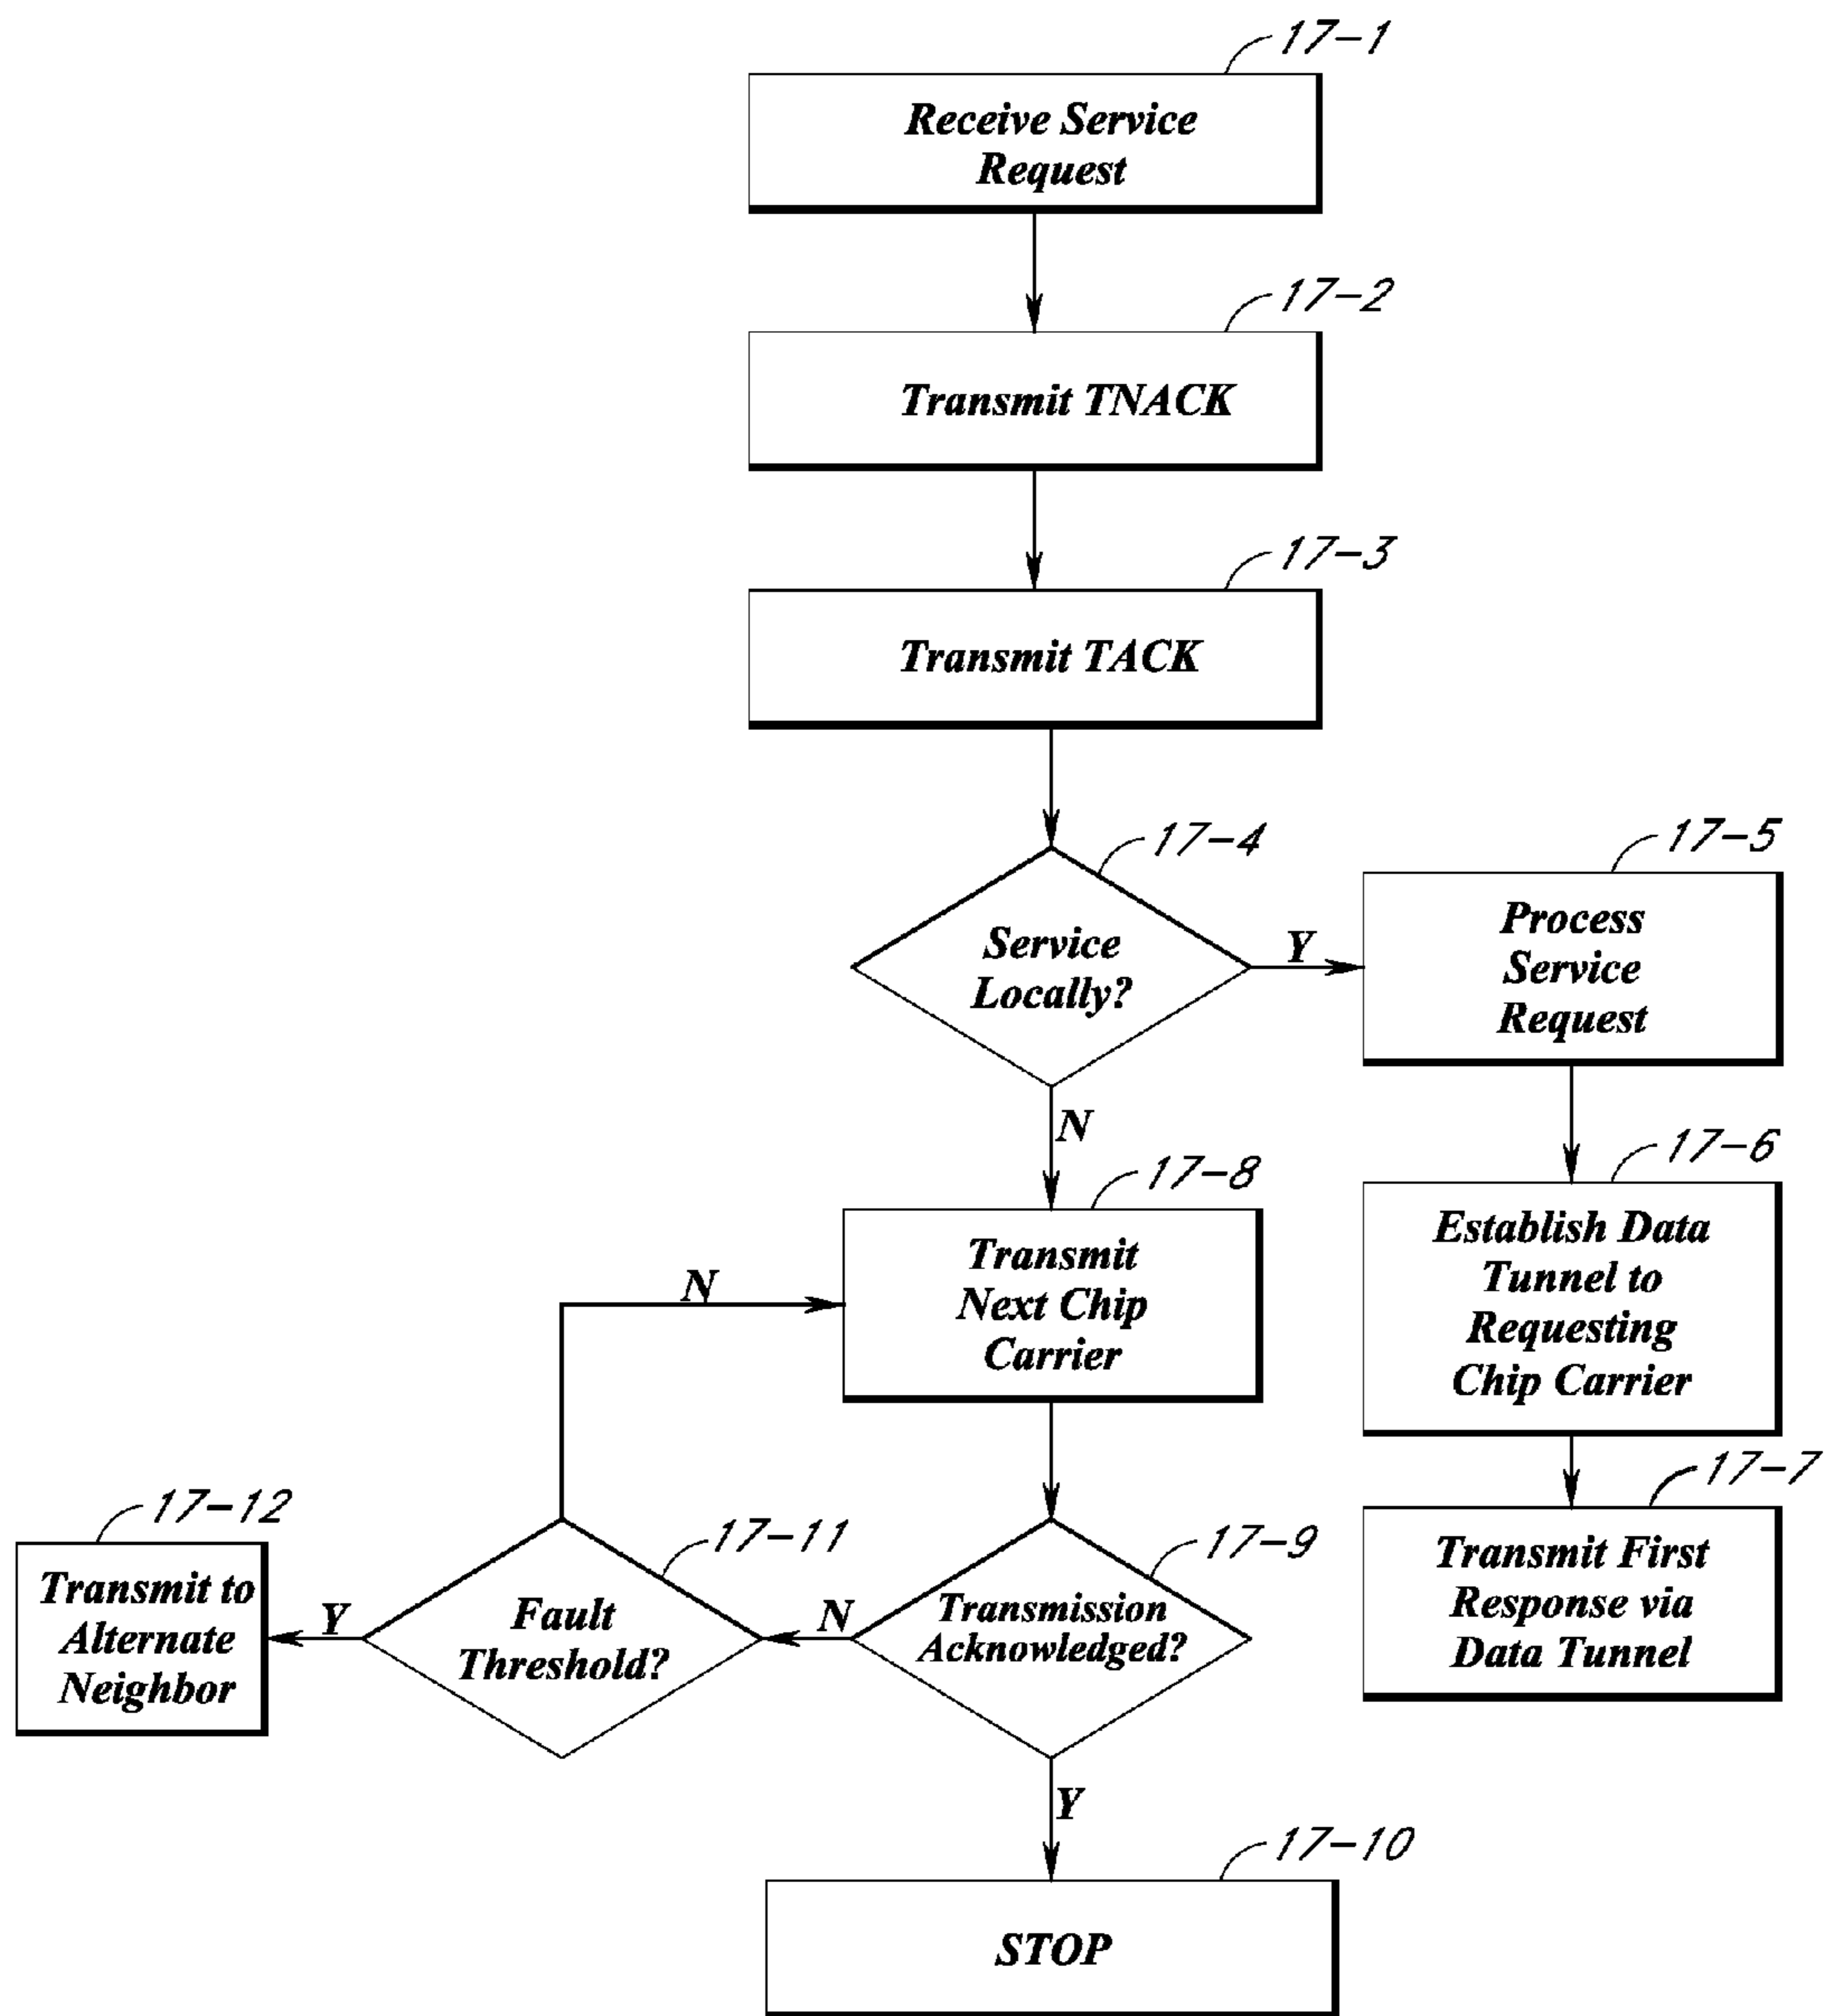 17-1
Receive Service
Request
17-2
Transmit TNACK
17-3
Transmit TACK
17-4
Service
Locally?
Y
N
17-5
Process
Service
Request
17-6
Establish Data
Tunnel to
Requesting
Chip Carrier
17-7
Transmit First
Response via
Data Tunnel
17-8
Transmit
Next Chip
Carrier
N
17-9
Transmission
Acknowledged?
N
Y
17-11
Fault
Threshold?
Y
17-12
Transmit to
Alternate
Neighbor
17-10
STOP